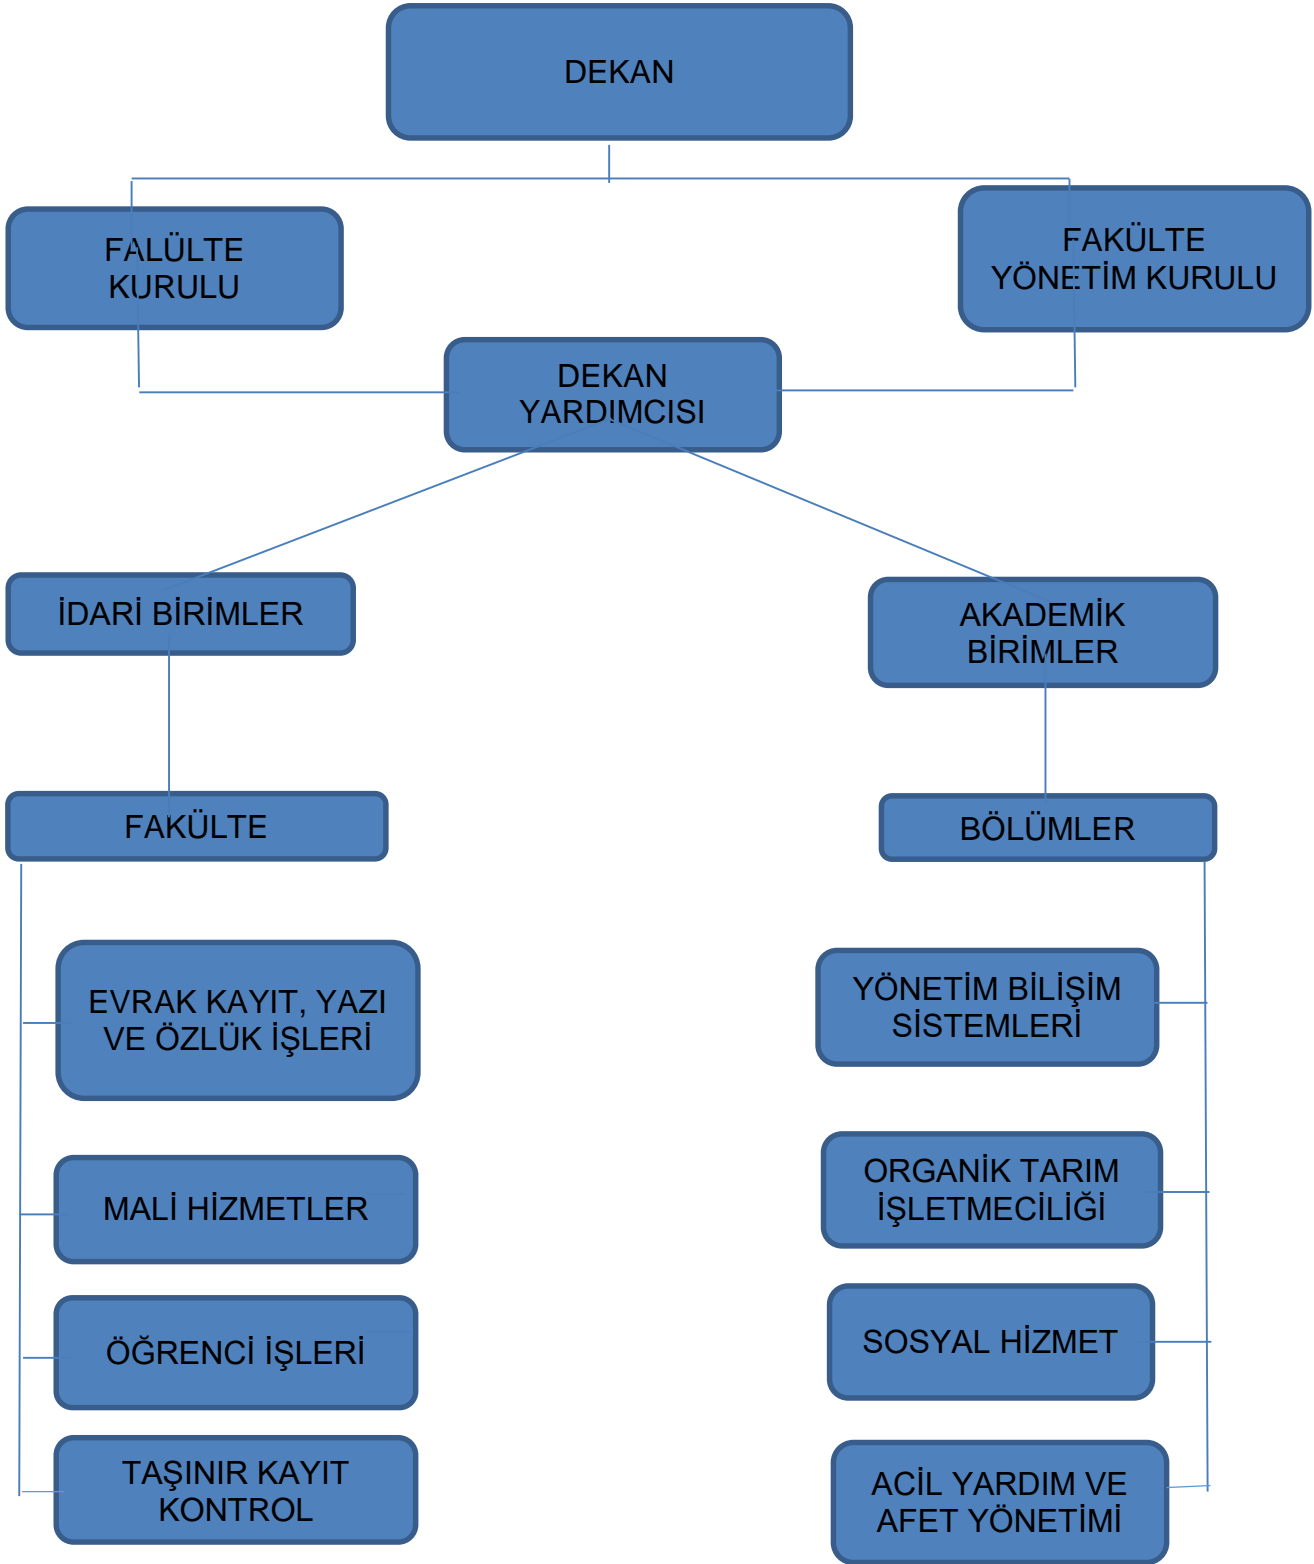 DEKAN
FALÜLTE
KURULU
FAKÜLTE
YÖNETİM KURULU
DEKAN
YARDIMCISI
İDARİ BİRİMLER
AKADEMİK
BİRİMLER
FAKÜLTE
BÖLÜMLER
EVRAK KAYIT, YAZI
VE ÖZLÜK İŞLERİ
YÖNETİM BİLİŞİM
SİSTEMLERİ
MALİ HİZMETLER
ORGANİK TARIM
İŞLETMECİLİĞİ
ÖĞRENCİ İŞLERİ
SOSYAL HİZMET
TAŞINIR KAYIT
KONTROL
ACİL YARDIM VE
AFET YÖNETİMİ